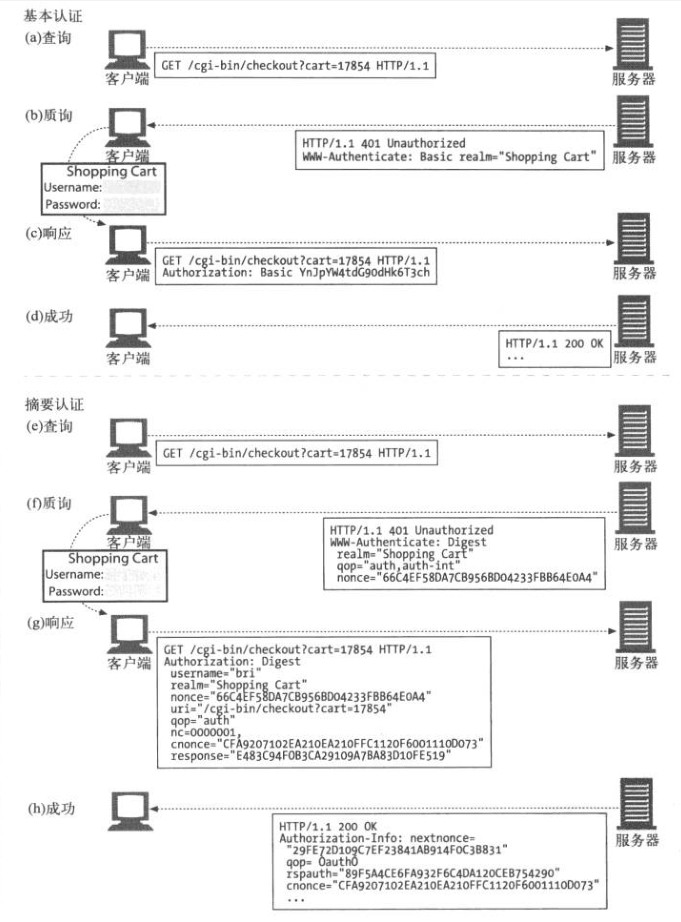 基本认证
(a)查询
GET /cgi-bin/checkout?cart=17854 HTTP/1.1
客户端
服务器
(b)质询
HTTP/1.1 401 Unauthorized
WWW-Authenticate: Basic realm="Shopping Cart"
客户端
服务器
Shopping Cart
Username:
Password:
(c)响应
GET /cgi-bin/checkout?cart=17854 HTTP/1.1
Authorization: Basic YnJpYW4tdG90dHk6T3ch
客户端
服务器
(d)成功
HTTP/1.1 200 OK
...
客户端
服务器
摘要认证
(e)查询
GET /cgi-bin/checkout?cart=17854 HTTP/1.1
客户端
服务器
(f)质询
HTTP/1.1 401 Unauthorized
WWW-Authenticate: Digest
realm="Shopping Cart"
qop="auth,auth-int"
nonce="66C4EF58DA7CB956BD04233FBB64E0A4"
客户端
服务器
Shopping Cart
Username:
Password:
(g)响应
客户端
服务器
GET /cgi-bin/checkout?cart=17854 HTTP/1.1
Authorization: Digest
username="bri"
realm="Shopping Cart"
nonce="66C4EF58DA7CB956BD04233FBB64E0A4"
uri="/cgi-bin/checkout?cart=17854"
qop="auth"
nc=0000001,
cnonce="CFA9207102EA210EA210FFC1120F6001110D073"
response="E483C94F0B3CA29109A7BA83D10FE519"
(h)成功
服务器
HTTP/1.1 200 OK
Authorization-Info: nextnonce=
"29FE72D109C7EF23841AB914F0C3B831"
qop= ÒauthÓ
rspauth="89F5A4CE6FA932F6C4DA120CEB754290"
cnonce="CFA9207102EA210EA210FFC1120F6001110D073"
...